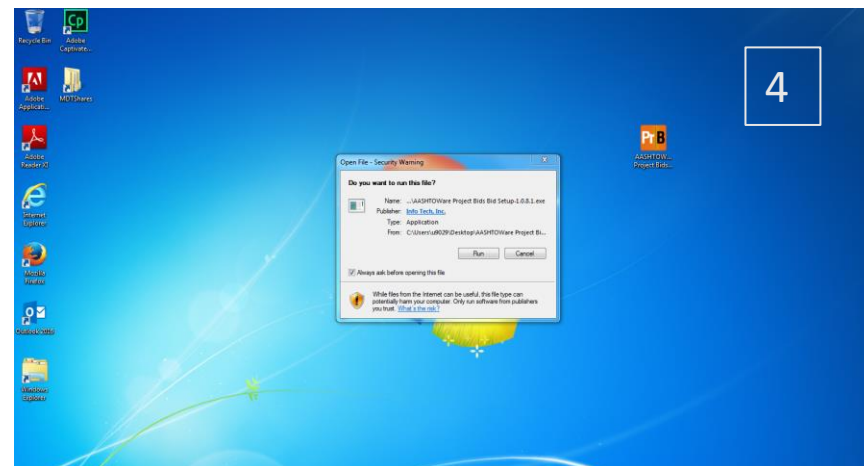 Recycle Bin
Adobe Captivate...
Adobe Applicati...
MDTShares
Adobe Reader XI
Internet Explorer
Mozilla Firefox
Outlook 2016
Windows Explorer
4
PrB
AASHTOW...
Project Bids...
Open File - Security Warning
Do you want to run this file?
Name: ...\AASHTOWare Project Bids Bid Setup-1.0.8.1.exe
Publisher: Info Tech, Inc.
Type: Application
From: C:\Users\u9029\Desktop\AASHTOWare Project Bi...
Run Cancel
Always ask before opening this file
While files from the Internet can be useful, this file type can
potentially harm your computer. Only run software from publishers
you trust. What's the risk?